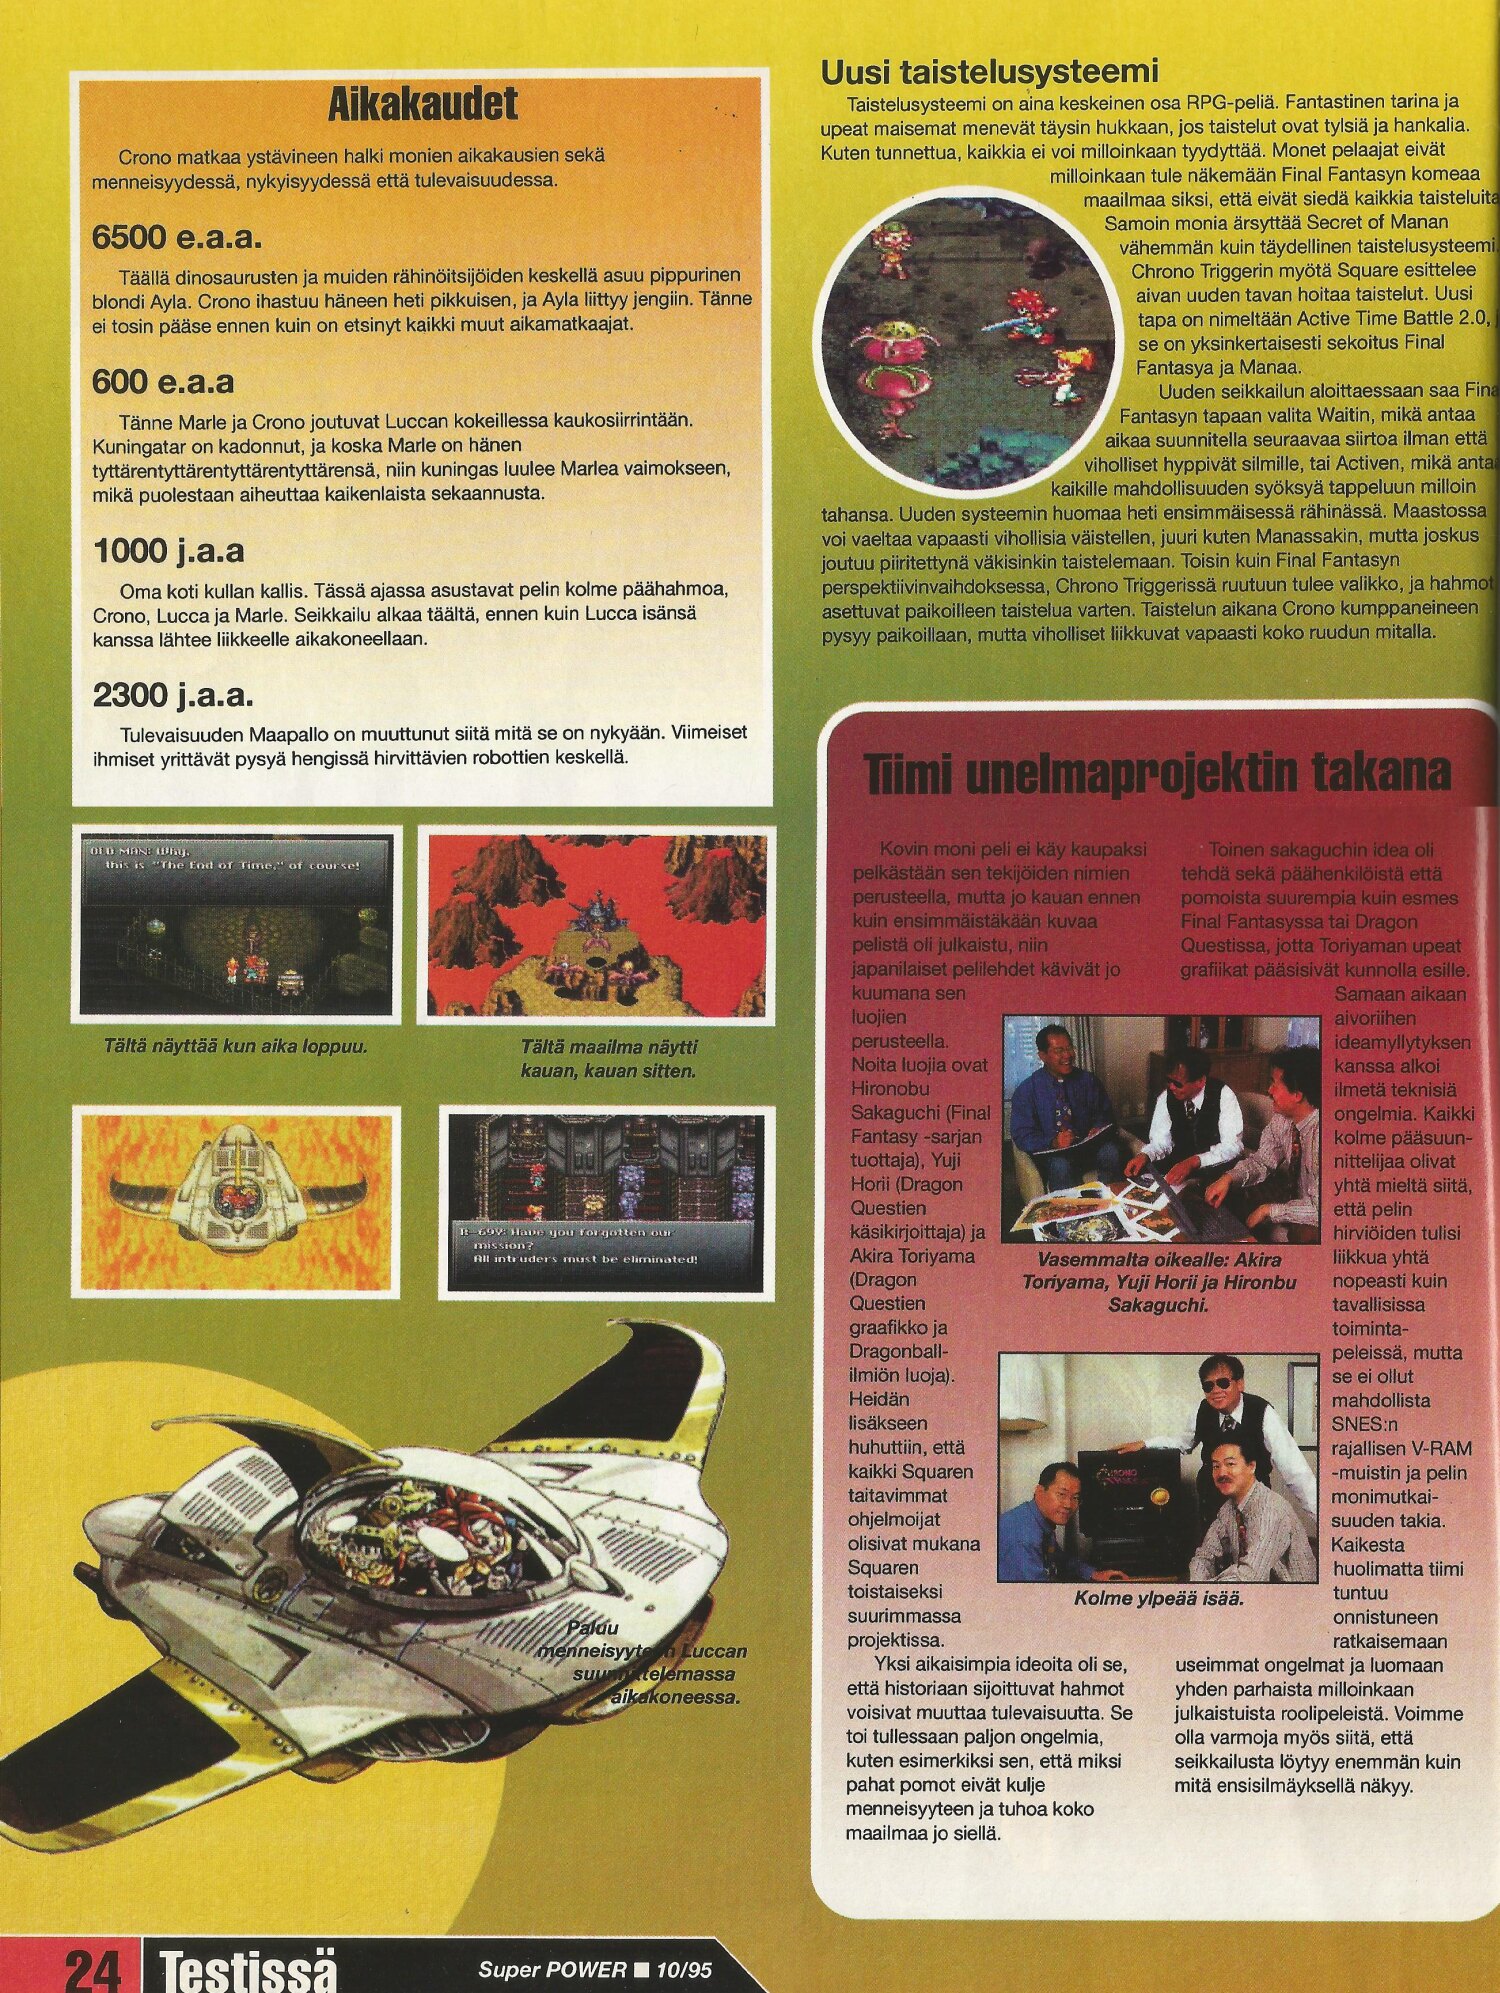 Aikakaudet
Crono matkaa ystävineen halki monien aikakausien sekä
menneisyydessä, nykyisyydessä että tulevaisuudessa.
6500 e.a.a.
Täällä dinosaurusten ja muiden rähinöitsijöiden keskellä asuu pippurinen
blondi Ayla. Crono ihastuu häneen heti pikkuisen, ja Ayla liittyy jengiin. Tänne
ei tosin pääse ennen kuin on etsinyt kaikki muut aikamatkaajat.
600 e.a.a
Tänne Marle ja Crono joutuvat Luccan kokeillessa kaukosiirrintään.
Kuningatar on kadonnut, ja koska Marle on hänen
tyttärentyttärentyttärentyttärensä, niin kuningas luulee Marlea vaimokseen,
mikä puolestaan aiheuttaa kaikenlaista sekaannusta.
1000 j.a.a
Oma koti kullan kallis. Tässä ajassa asustavat pelin kolme päähahmoa,
Crono, Lucca ja Marle. Seikkailu alkaa täältä, ennen kuin Lucca isänsä
kanssa lähtee liikkeelle aikakoneellaan.
2300 j.a.a.
Tulevaisuuden Maapallo on muuttunut siitä mitä se on nykyään. Viimeiset
ihmiset yrittävät pysyä hengissä hirvittävien robottien keskellä.
OLD MAN: Why,
this is "The End of Time," of course!
Tältä näyttää kun aika loppuu.
Tältä maailma näytti
kauan, kauan sitten.
R-69Y: Have you forgotten our
mission?
All intruders must be eliminated!
Paluu
menneisyyteen Luccan
suunnittelemassa
aikakoneessa.
Uusi taistelusysteemi
Taistelusysteemi on aina keskeinen osa RPG-peliä. Fantastinen tarina ja
upeat maisemat menevät täysin hukkaan, jos taistelut ovat tylsiä ja hankalia.
Kuten tunnettua, kaikkia ei voi milloinkaan tyydyttää. Monet pelaajat eivät
milloinkaan tule näkemään Final Fantasyn komeaa
maailmaa siksi, että eivät siedä kaikkia taisteluita
Samoin monia ärsyttää Secret of Manan
vähemmän kuin täydellinen taistelusysteemi.
Chrono Triggerin myötä Square esittelee
aivan uuden tavan hoitaa taistelut. Uusi
tapa on nimeltään Active Time Battle 2.0,
se on yksinkertaisesti sekoitus Final
Fantasya ja Manaa.
Uuden seikkailun aloittaessaan saa Fina
Fantasyn tapaan valita Waitin, mikä antaa
aikaa suunnitella seuraavaa siirtoa ilman että
viholliset hyppivät silmille, tai Activen, mikä antaa
kaikille mahdollisuuden syöksyä tappeluun milloin
tahansa. Uuden systeemin huomaa heti ensimmäisessä rähinässä. Maastossa
voi vaeltaa vapaasti vihollisia väistellen, juuri kuten Manassakin, mutta joskus
joutuu piiritettynä väkisinkin taistelemaan. Toisin kuin Final Fantasyn
perspektiivinvaihdoksessa, Chrono Triggerissä ruutuun tulee valikko, ja hahmot
asettuvat paikoilleen taistelua varten. Taistelun aikana Crono kumppaneineen
pysyy paikoillaan, mutta viholliset liikkuvat vapaasti koko ruudun mitalla.
Tiimi unelmaprojektin takana
Kovin moni peli ei käy kaupaksi
pelkästään sen tekijöiden nimien
perusteella, mutta jo kauan ennen
kuin ensimmäistäkään kuvaa
pelistä oli julkaistu, niin
japanilaiset pelilehdet kävivät jo
kuumana sen
luojien
perusteella.
Noita luojia ovat
Hironobu
Sakaguchi (Final
Fantasy -sarjan
tuottaja), Yuji
Horii (Dragon
Questien
käsikirjoittaja) ja
Akira Toriyama
(Dragon
Questien
graafikko ja
Dragonball-
ilmiön luoja).
Heidän
lisäkseen
huhuttiin, että
kaikki Squaren
taitavimmat
ohjelmoijat
olisivat mukana
Squaren
toistaiseksi
suurimmassa
projektissa.
Yksi aikaisimpia ideoita oli se,
että historiaan sijoittuvat hahmot
voisivat muuttaa tulevaisuutta. Se
toi tullessaan paljon ongelmia,
kuten esimerkiksi sen, että miksi
pahat pomot eivät kulje
menneisyyteen ja tuhoa koko
maailmaa jo siellä.
Toinen sakaguchin idea oli
tehdä sekä päähenkilöistä että
pomoista suurempia kuin esmes
Final Fantasyssa tai Dragon
Questissa, jotta Toriyaman upeat
grafiikat pääsisivät kunnolla esille.
Samaan aikaan
aivoriihen
ideamyllytyksen
kanssa alkoi
ilmetä teknisiä
ongelmia. Kaikki
kolme pääsuun-
nittelijaa olivat
yhtä mieltä siitä,
että pelin
hirviöiden tulisi
liikkua yhtä
nopeasti kuin
tavallisissa
toiminta-
peleissä, mutta
se ei ollut
mahdollista
SNES:n
rajallisen V-RAM
-muistin ja pelin
monimutkai-
suuden takia.
Kaikesta
huolimatta tiimi
tuntuu
onnistuneen
ratkaisemaan
useimmat ongelmat ja luomaan
yhden parhaista milloinkaan
julkaistuista roolipeleistä. Voimme
olla varmoja myös siitä, että
seikkailusta löytyy enemmän kuin
mitä ensisilmäyksellä näkyy.
Vasemmalta oikealle: Akira
Toriyama, Yuji Horii ja Hironbu
Sakaguchi.
Kolme ylpeää isää.
24 Testissä
Super POWER ■ 10/95